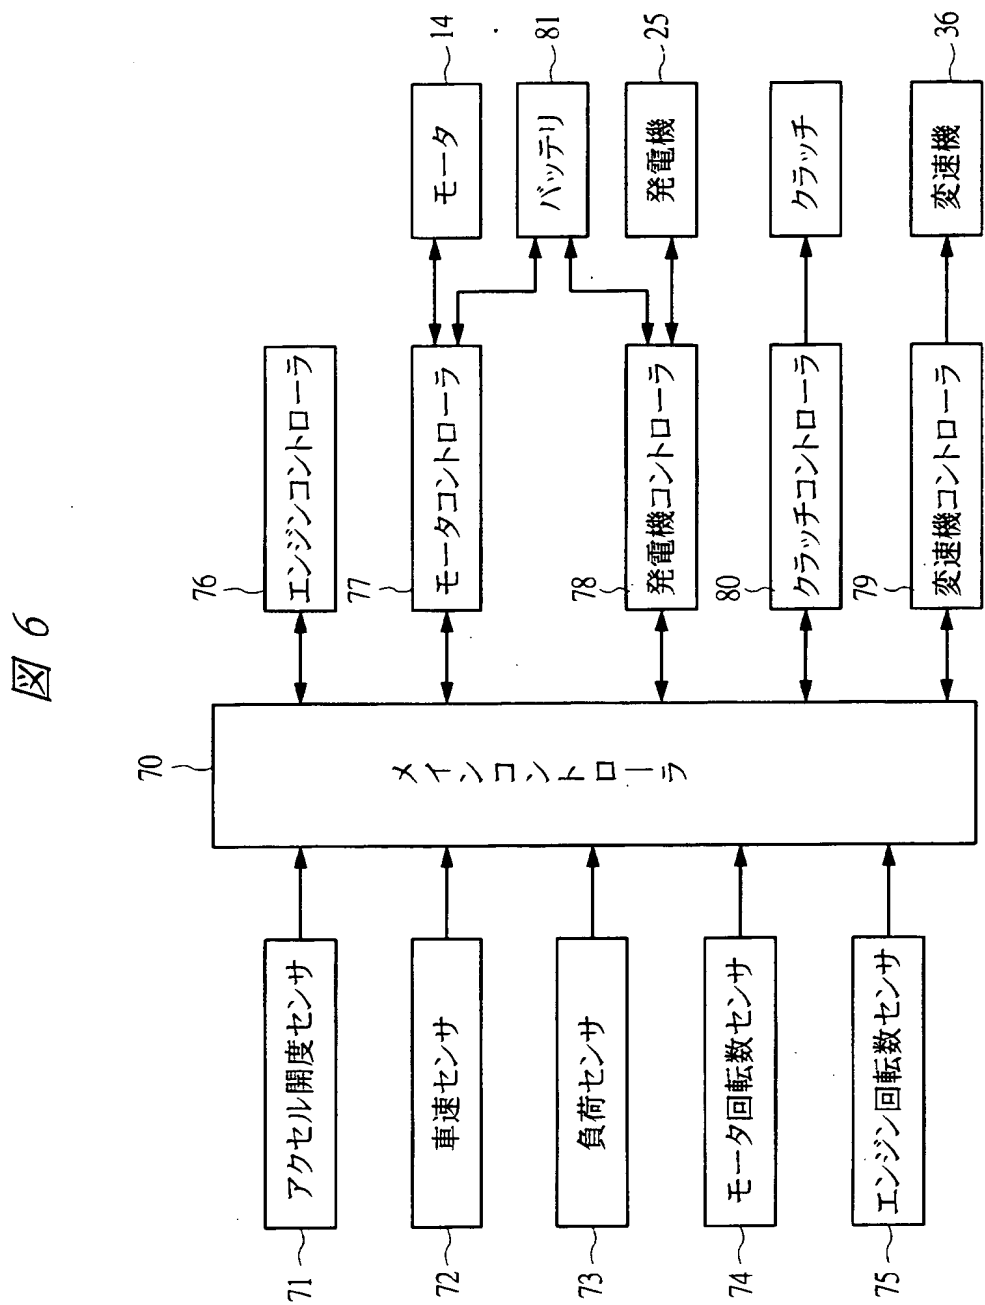 図 6
71
アクセル開度センサ
72
車速センサ
73
負荷センサ
74
モータ回転数センサ
75
エンジン回転数センサ
70
メインコントローラ
76
エンジンコントローラ
77
モータコントローラ
78
発電機コントローラ
80
クラッチコントローラ
79
変速機コントローラ
モータ
14
バッテリ
81
発電機
25
クラッチ
変速機
36